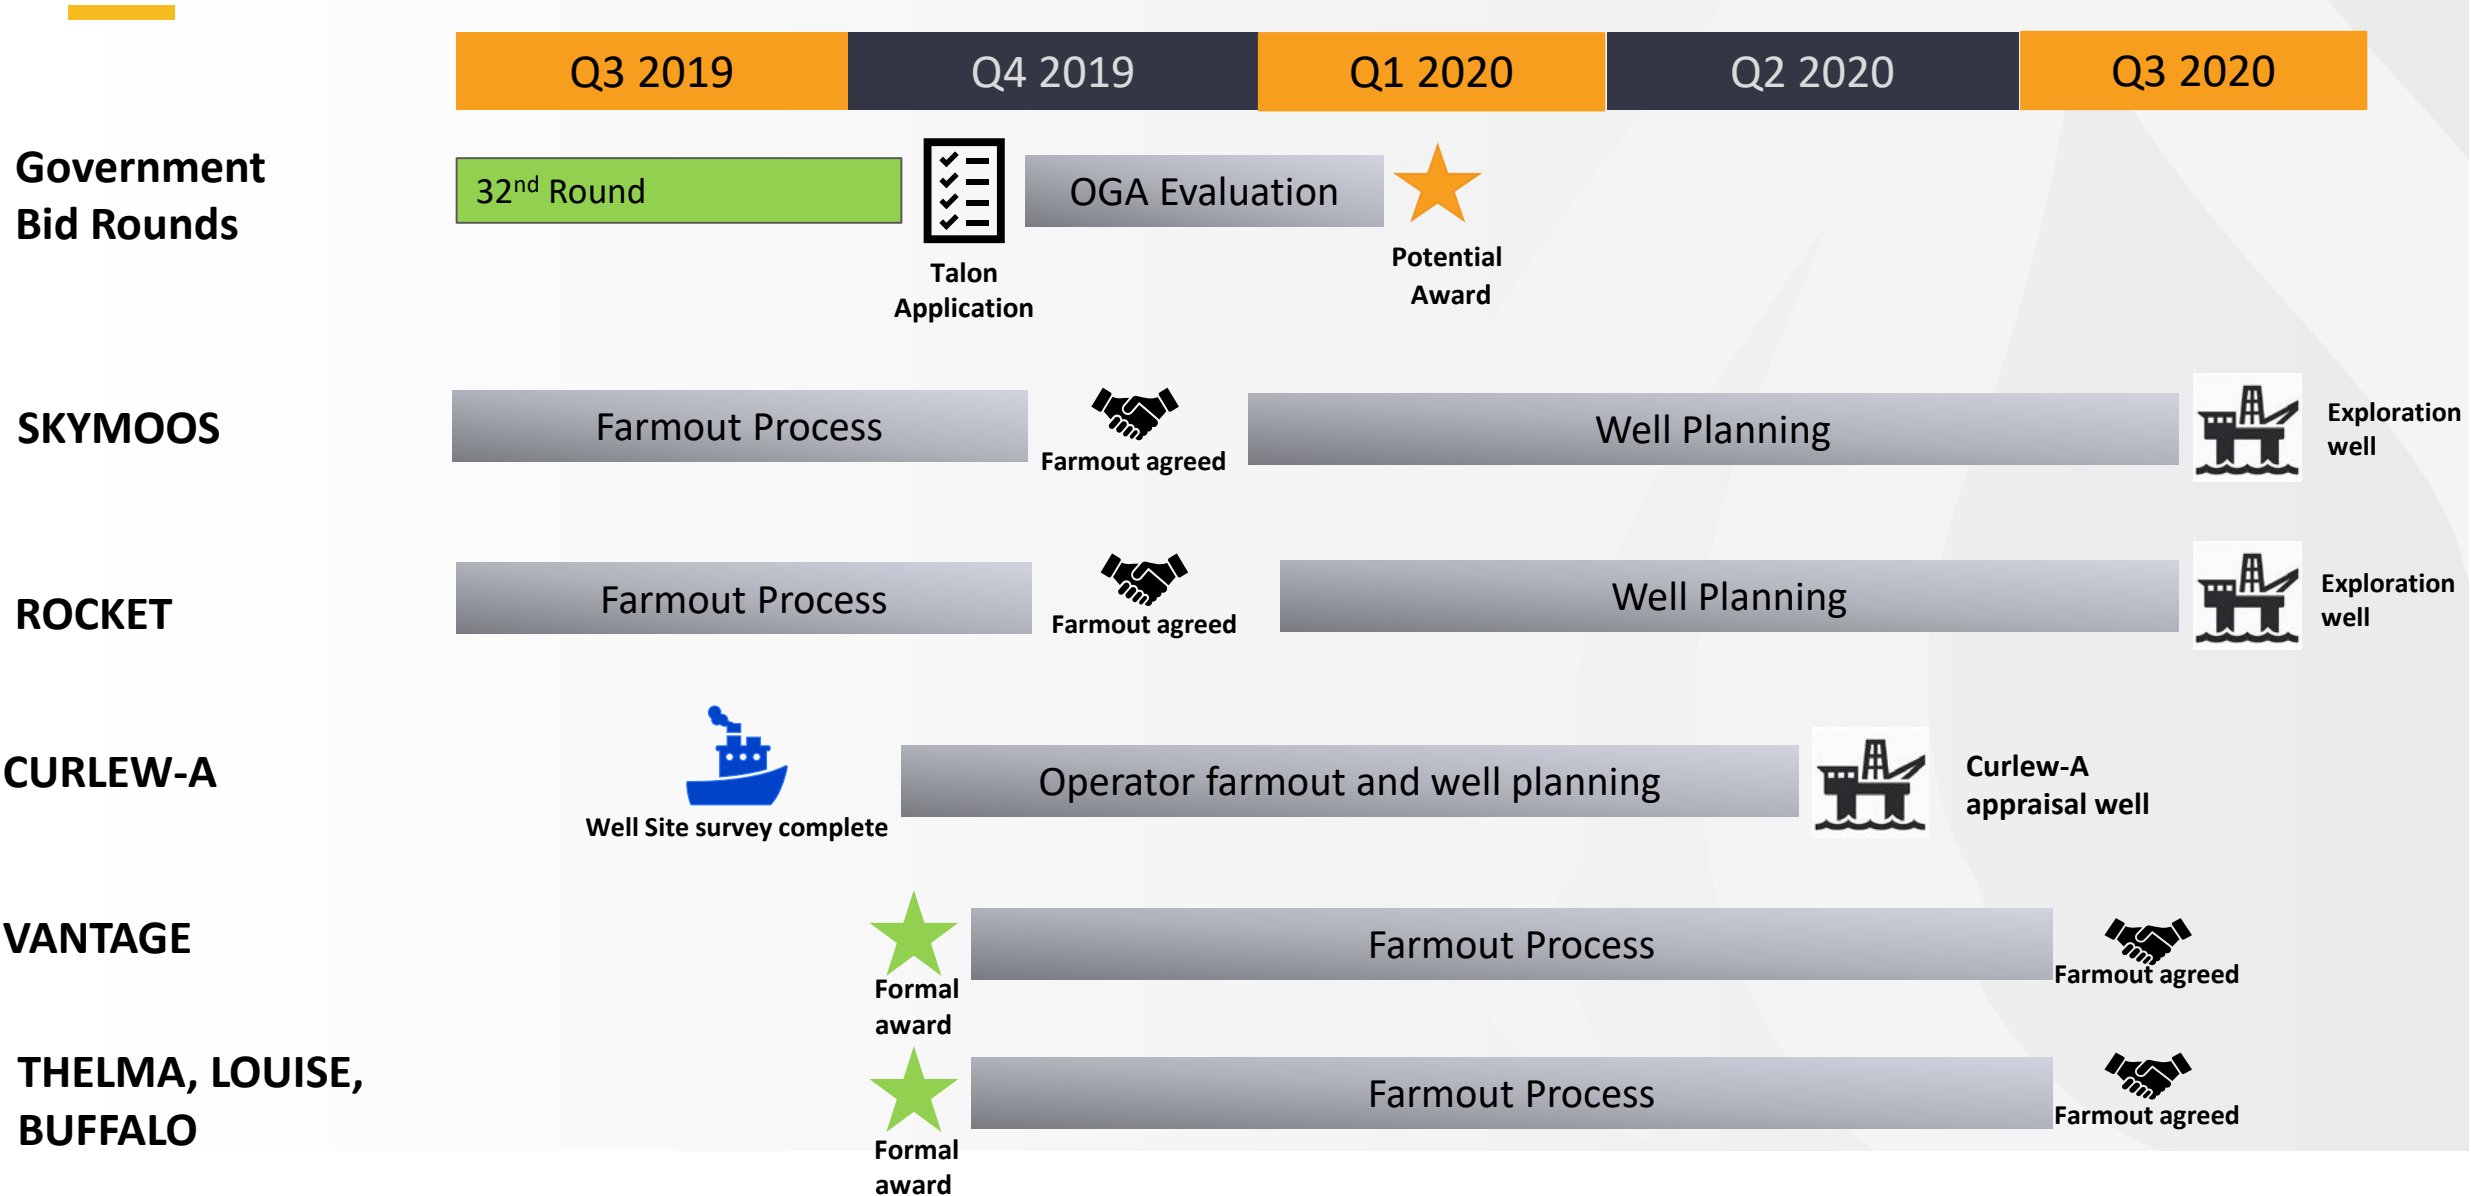 Q3 2019
Q4 2019
Q1 2020
Q2 2020
Q3 2020
Government
Bid Rounds
32nd Round
Talon
Application
OGA Evaluation
Potential
Award
SKYMOOS
Farmout Process
Farmout agreed
Well Planning
Exploration
well
ROCKET
Farmout Process
Farmout agreed
Well Planning
Exploration
well
CURLEW-A
Well Site survey complete
Operator farmout and well planning
Curlew-A
appraisal well
VANTAGE
Formal
award
Farmout Process
Farmout agreed
THELMA, LOUISE,
BUFFALO
Formal
award
Farmout Process
Farmout agreed